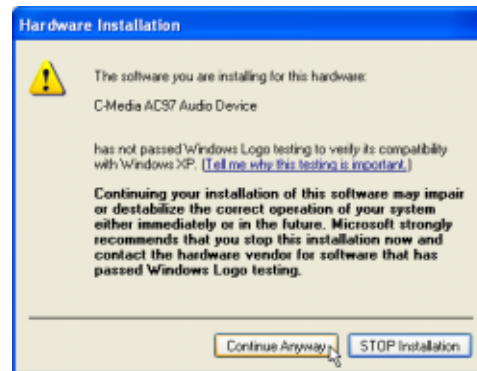 Hardware Installation
The software you are installing for this hardware:
C-Media AC97 Audio Device
has not passed Windows Logo testing to verify its compatibility
with Windows XP. (Tell me why this testing is important.)
Continuing your installation of this software may impair
or destabilize the correct operation of your system
either immediately or in the future. Microsoft strongly
recommends that you stop this installation now and
contact the hardware vendor for software that has
passed Windows Logo testing.
Continue Anyway STOP Installation